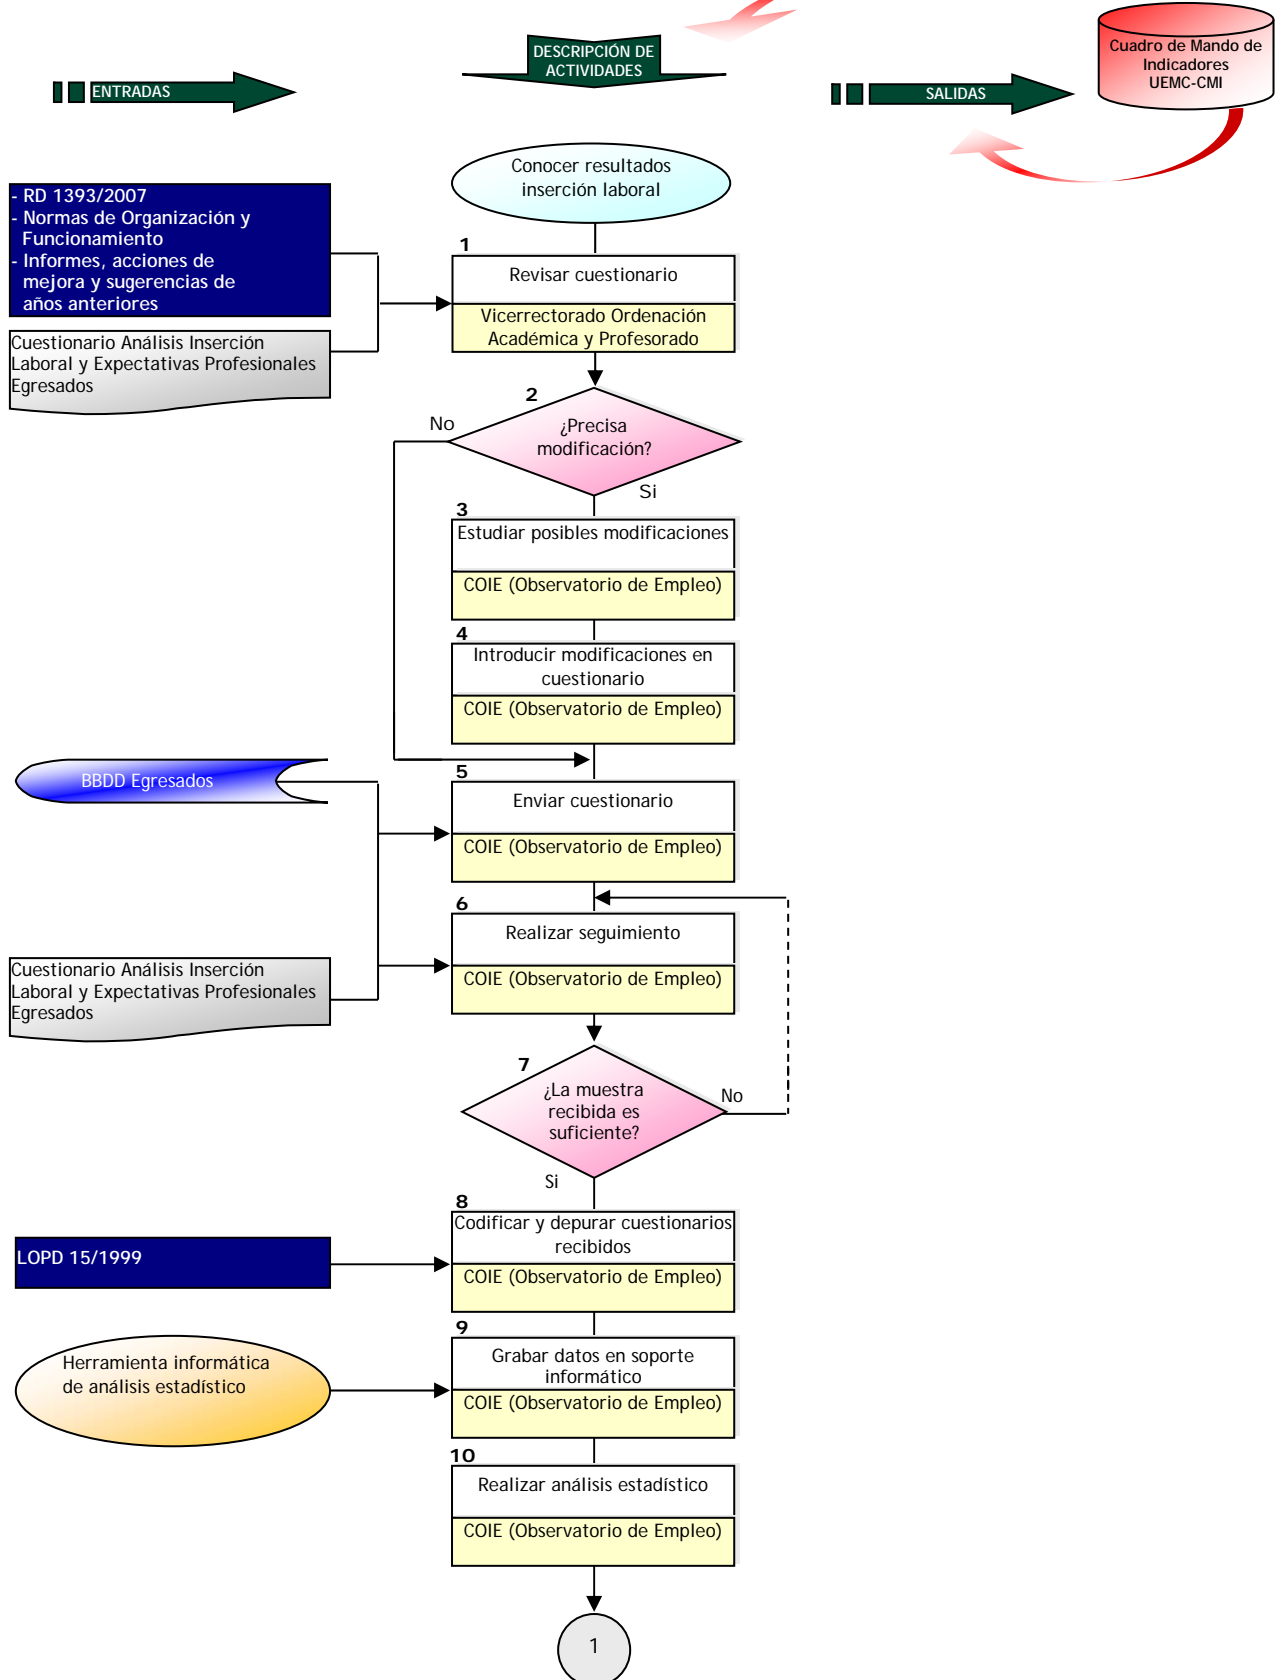 Cuadro de Mando de
Indicadores
UEMC-CMI
DESCRIPCIÓN DE
ACTIVIDADES
ENTRADAS
SALIDAS
Conocer resultados
inserción laboral
- RD 1393/2007
- Normas de Organización y
Funcionamiento
- Informes, acciones de
mejora y sugerencias de
años anteriores
1
Revisar cuestionario
Vicerrectorado Ordenación
Académica y Profesorado
Cuestionario Análisis Inserción
Laboral y Expectativas Profesionales
Egresados
2
No
¿Precisa
modificación?
Si
3
Estudiar posibles modificaciones
COIE (Observatorio de Empleo)
4
Introducir modificaciones en
cuestionario
COIE (Observatorio de Empleo)
BBDD Egresados
5
Enviar cuestionario
COIE (Observatorio de Empleo)
6
Realizar seguimiento
COIE (Observatorio de Empleo)
Cuestionario Análisis Inserción
Laboral y Expectativas Profesionales
Egresados
7
¿La muestra
recibida es
suficiente?
No
Si
8
Codificar y depurar cuestionarios
recibidos
COIE (Observatorio de Empleo)
LOPD 15/1999
9
Grabar datos en soporte
informático
COIE (Observatorio de Empleo)
Herramienta informática
de análisis estadístico
10
Realizar análisis estadístico
COIE (Observatorio de Empleo)
1